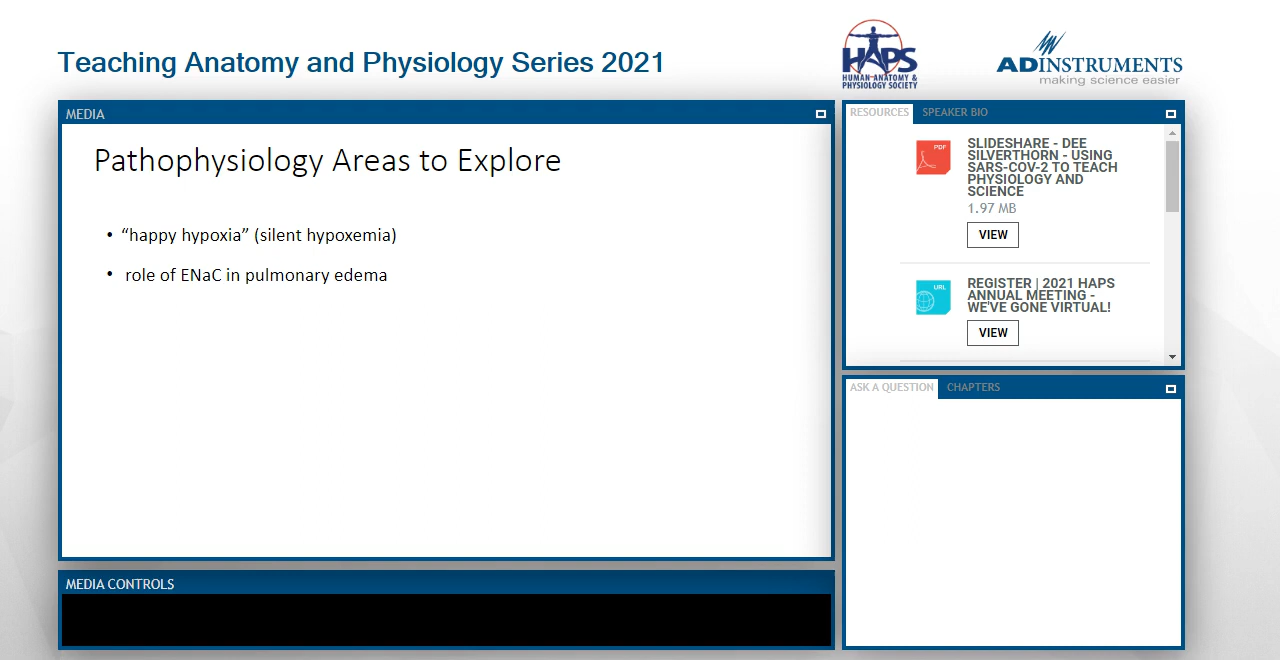 Teaching Anatomy and Physiology Series 2021
HAPS
HUMAN ANATOMY &
PHYSIOLOGY SOCIETY
ADINSTRUMENTS
making science easier
MEDIA
Pathophysiology Areas to Explore
• “happy hypoxia” (silent hypoxemia)
• role of ENaC in pulmonary edema
MEDIA CONTROLS
RESOURCES
SPEAKER BIO
PDF
SLIDESHARE - DEE
SILVERTHORN - USING
SARS-COV-2 TO TEACH
PHYSIOLOGY AND
SCIENCE
1.97 MB
VIEW
URL
REGISTER | 2021 HAPS
ANNUAL MEETING -
WE'VE GONE VIRTUAL!
VIEW
ASK A QUESTION
CHAPTERS